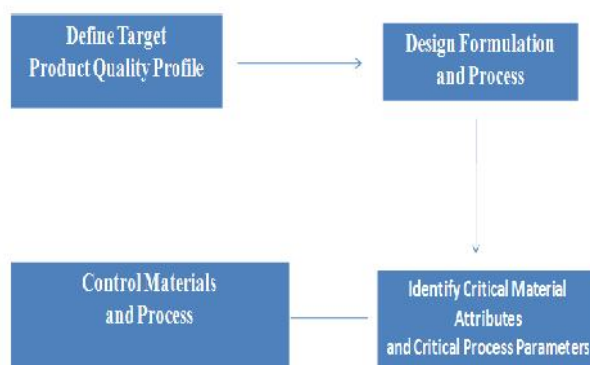 Define Target
Product Quality Profile
Design Formulation
and Process
Control Materials
and Process
Identify Critical Material
Attributes
and Critical Process Parameters